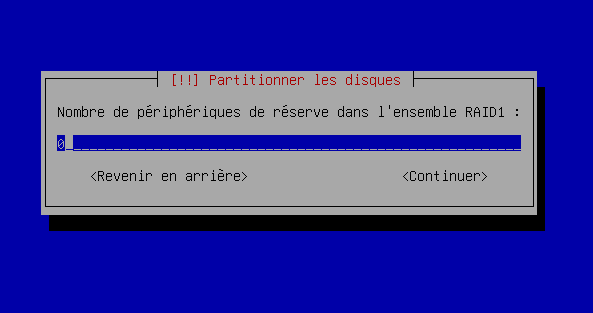 [!!] Partitionner les disques
Nombre de périphériques de réserve dans l'ensemble RAID1 :
0
<Revenir en arrière> <Continuer>